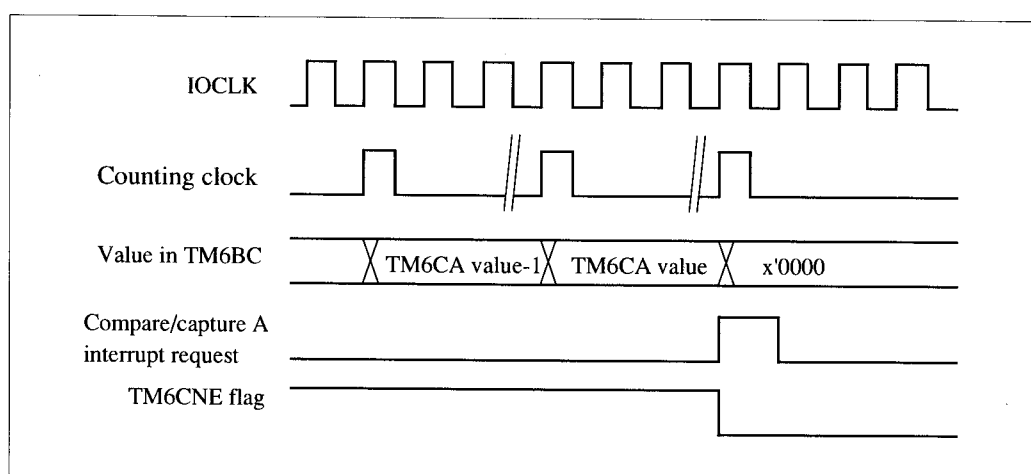 IOCLK
Counting clock
Value in TM6BC
TM6CA value-1
TM6CA value
x'0000
Compare/capture A
interrupt request
TM6CNE flag